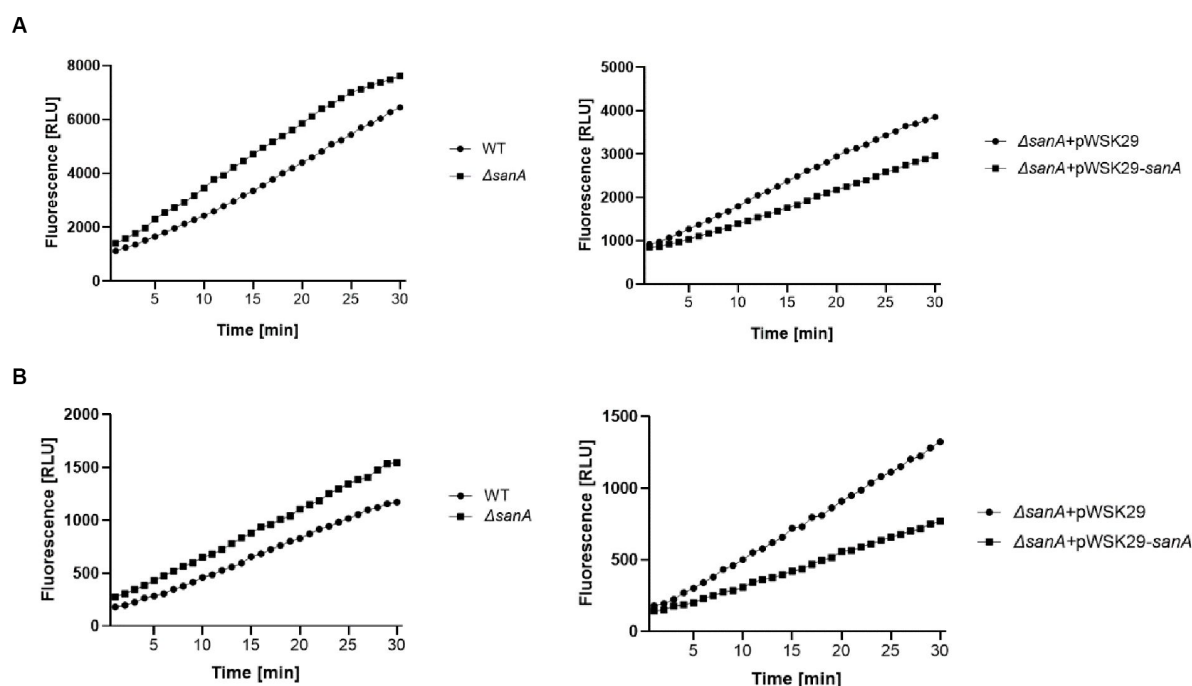 A
8000
6000
4000
2000
0
Fluorescence [RLU]
5 10 15 20 25 30
Time [min]
WT
ΔsanA
5000
4000
3000
2000
1000
0
Fluorescence [RLU]
5 10 15 20 25 30
Time [min]
ΔsanA+pWSK29
ΔsanA+pWSK29-sanA
B
2000
1500
1000
500
0
Fluorescence [RLU]
5 10 15 20 25 30
Time [min]
WT
ΔsanA
1500
1000
500
0
Fluorescence [RLU]
5 10 15 20 25 30
Time [min]
ΔsanA+pWSK29
ΔsanA+pWSK29-sanA